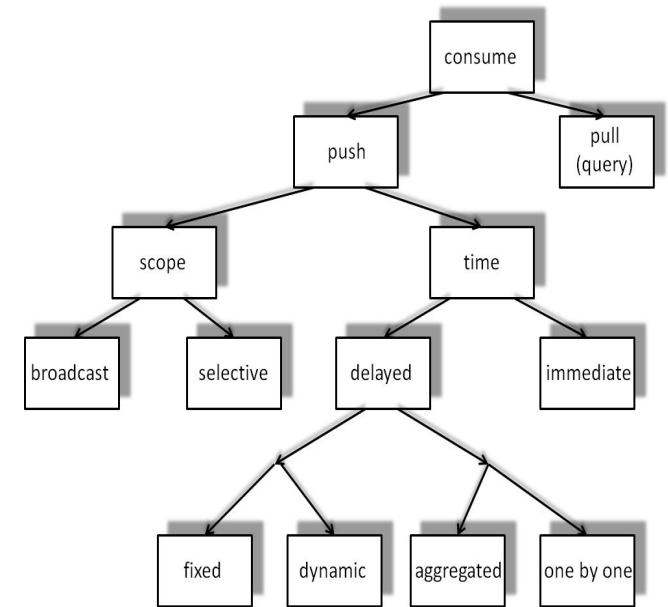 consume
push
pull
(query)
scope
time
broadcast
selective
delayed
immediate
fixed
dynamic
aggregated
one by one